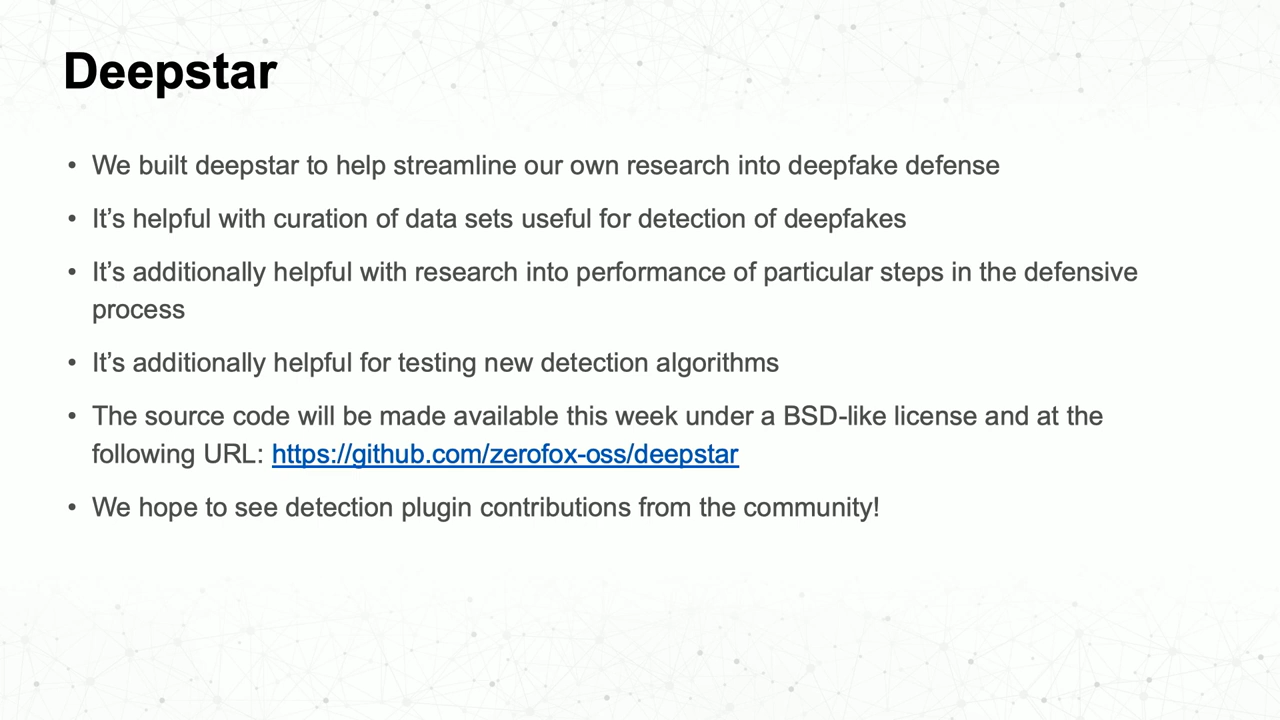 Deepstar
• We built deepstar to help streamline our own research into deepfake defense
• It’s helpful with curation of data sets useful for detection of deepfakes
• It’s additionally helpful with research into performance of particular steps in the defensive
process
• It’s additionally helpful for testing new detection algorithms
• The source code will be made available this week under a BSD-like license and at the
following URL: https://github.com/zerofox-oss/deepstar
• We hope to see detection plugin contributions from the community!